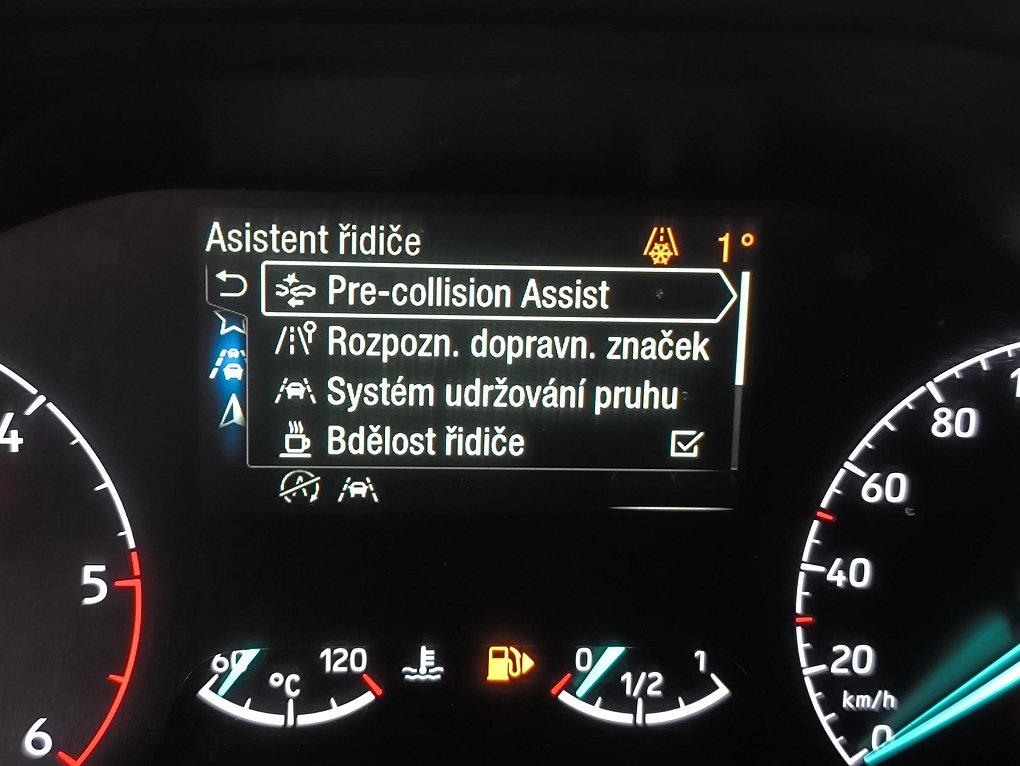 Asistent řidiče
1°
Pre-collision Assist
Rozpozn. dopravn. značek
Systém udržování pruhu
Bdělost řidiče
4
5
6
60
120
°C
0
1/2
1
80
60
40
20
km/h
0